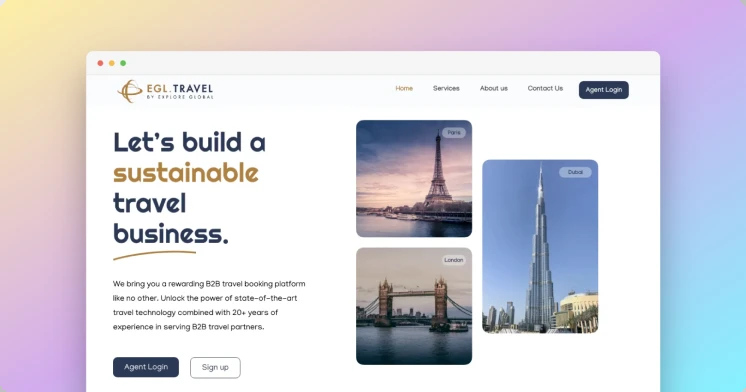 EGL.TRAVEL
BY EXPLORE GLOBAL
Home
Services
About us
Contact Us
Agent Login
Let's build a
sustainable
travel
business.
We bring you a rewarding B2B travel booking platform
like no other. Unlock the power of state-of-the-art
travel technology combined with 20+ years of
experience in serving B2B travel partners.
Agent Login
Sign up
Paris
London
Dubai